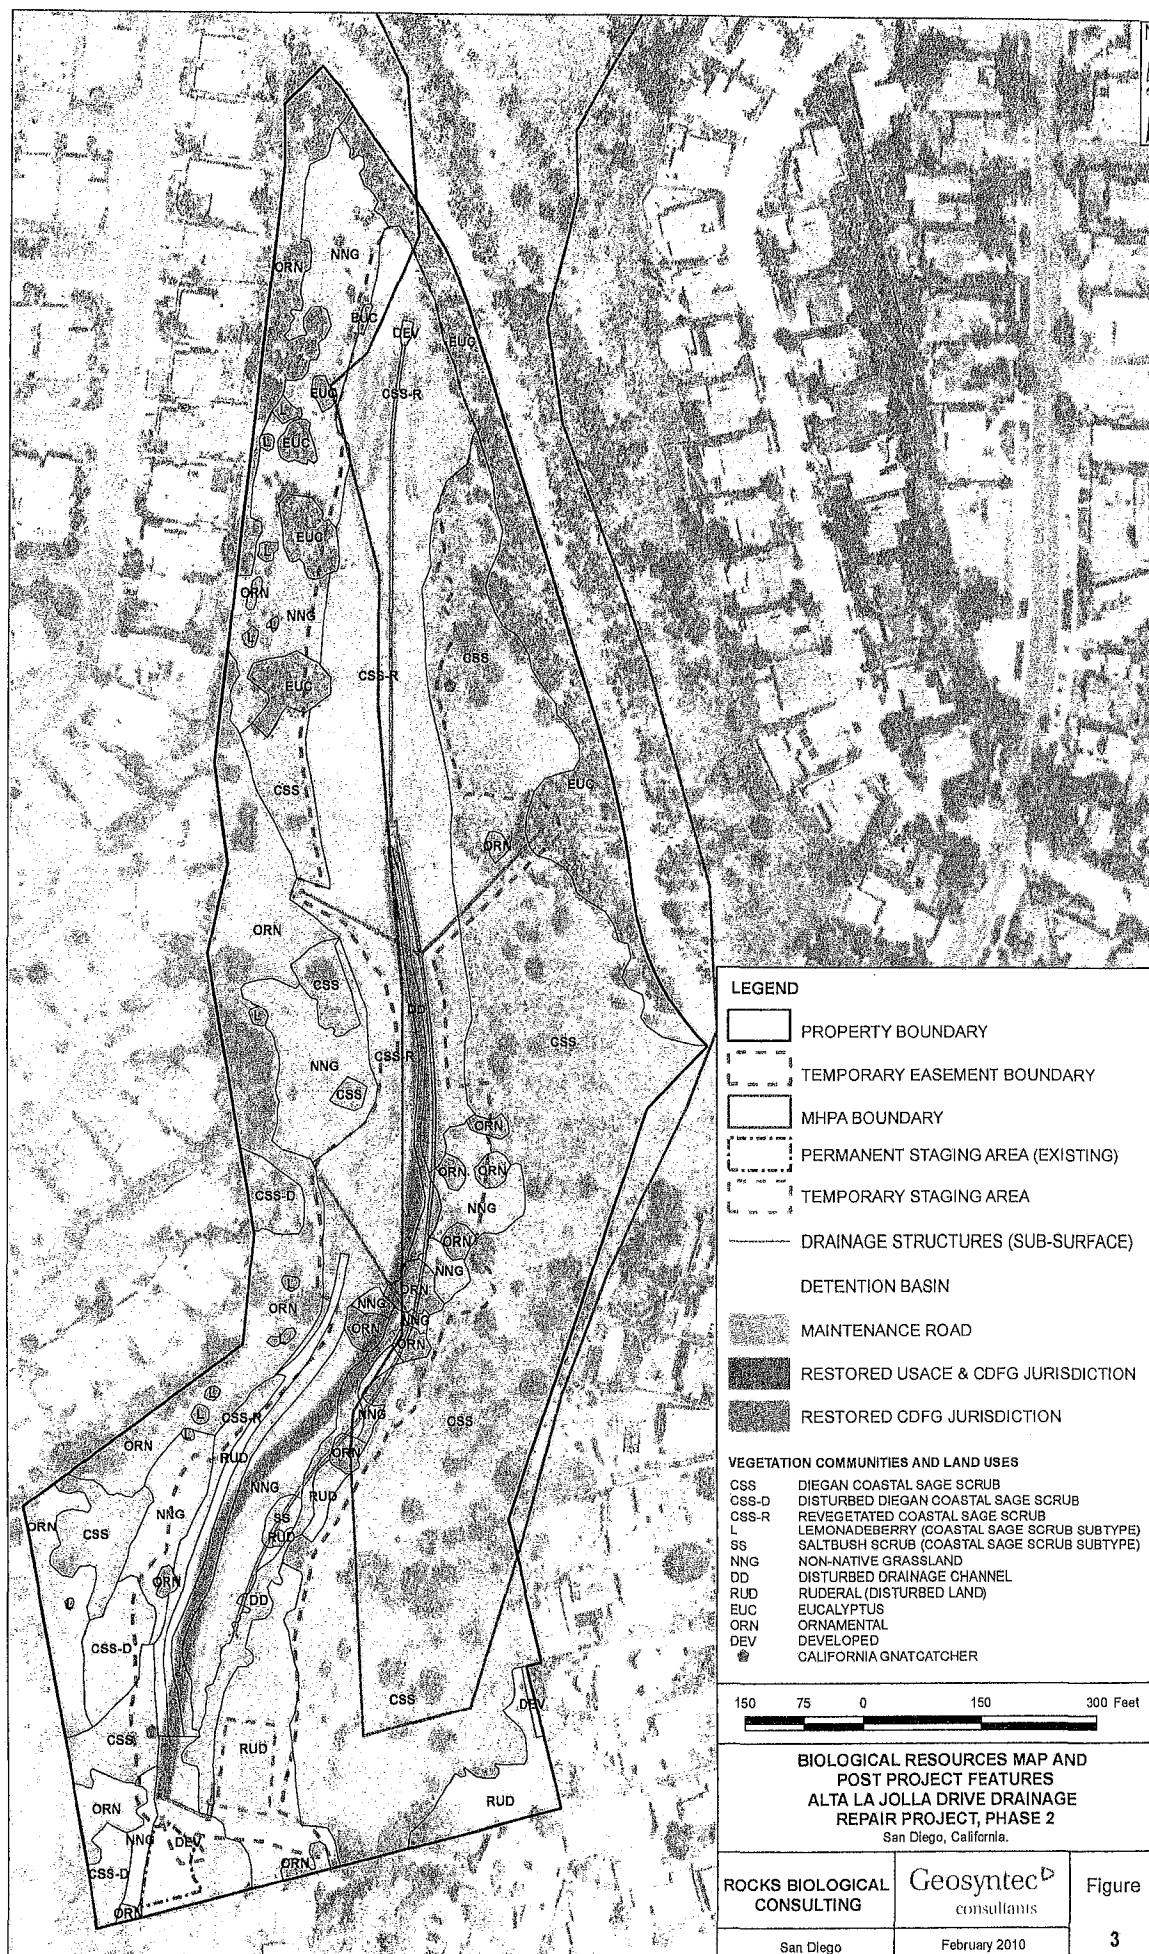 N
NNG
ORN
EUC
DEV
EUC
EUC
CSS-R
L
L
EUC
EUC
L
ORN
NNG
L
CSS
CSS-R
EUC
EUC
CSS
ORN
ORN
CSS
L
DD
CSS
NNG
CSS-R
CSS
ORN
ORN
ORN
CSS-D
NNG
ORN
NNG
L
ORN
ORN
NNG
NNG
ORN
ORN
L
L
CSS-R
NNG
CSS
L
ORN
RUD
ORN
NNG
RUD
NNG
SS
ORN
CSS
RUD
ORN
DD
CSS-D
CSS
DEV
CSS
RUD
ORN
RUD
NNG
DEV
CSS-D
ORN
ORN
LEGEND
PROPERTY BOUNDARY
TEMPORARY EASEMENT BOUNDARY
MHPA BOUNDARY
PERMANENT STAGING AREA (EXISTING)
TEMPORARY STAGING AREA
DRAINAGE STRUCTURES (SUB-SURFACE)
DETENTION BASIN
MAINTENANCE ROAD
RESTORED USACE & CDFG JURISDICTION
RESTORED CDFG JURISDICTION
VEGETATION COMMUNITIES AND LAND USES
CSS DIEGAN COASTAL SAGE SCRUB
CSS-D DISTURBED DIEGAN COASTAL SAGE SCRUB
CSS-R REVEGETATED COASTAL SAGE SCRUB
L LEMONADEBERRY (COASTAL SAGE SCRUB SUBTYPE)
SS SALTBUSH SCRUB (COASTAL SAGE SCRUB SUBTYPE)
NNG NON-NATIVE GRASSLAND
DD DISTURBED DRAINAGE CHANNEL
RUD RUDERAL (DISTURBED LAND)
EUC EUCALYPTUS
ORN ORNAMENTAL
DEV DEVELOPED
CALIFORNIA GNATCATCHER
150 75 0 150 300 Feet
BIOLOGICAL RESOURCES MAP AND
POST PROJECT FEATURES
ALTA LA JOLLA DRIVE DRAINAGE
REPAIR PROJECT, PHASE 2
San Diego, California.
ROCKS BIOLOGICAL
CONSULTING
San Diego
Geosyntec
consultants
February 2010
Figure
3